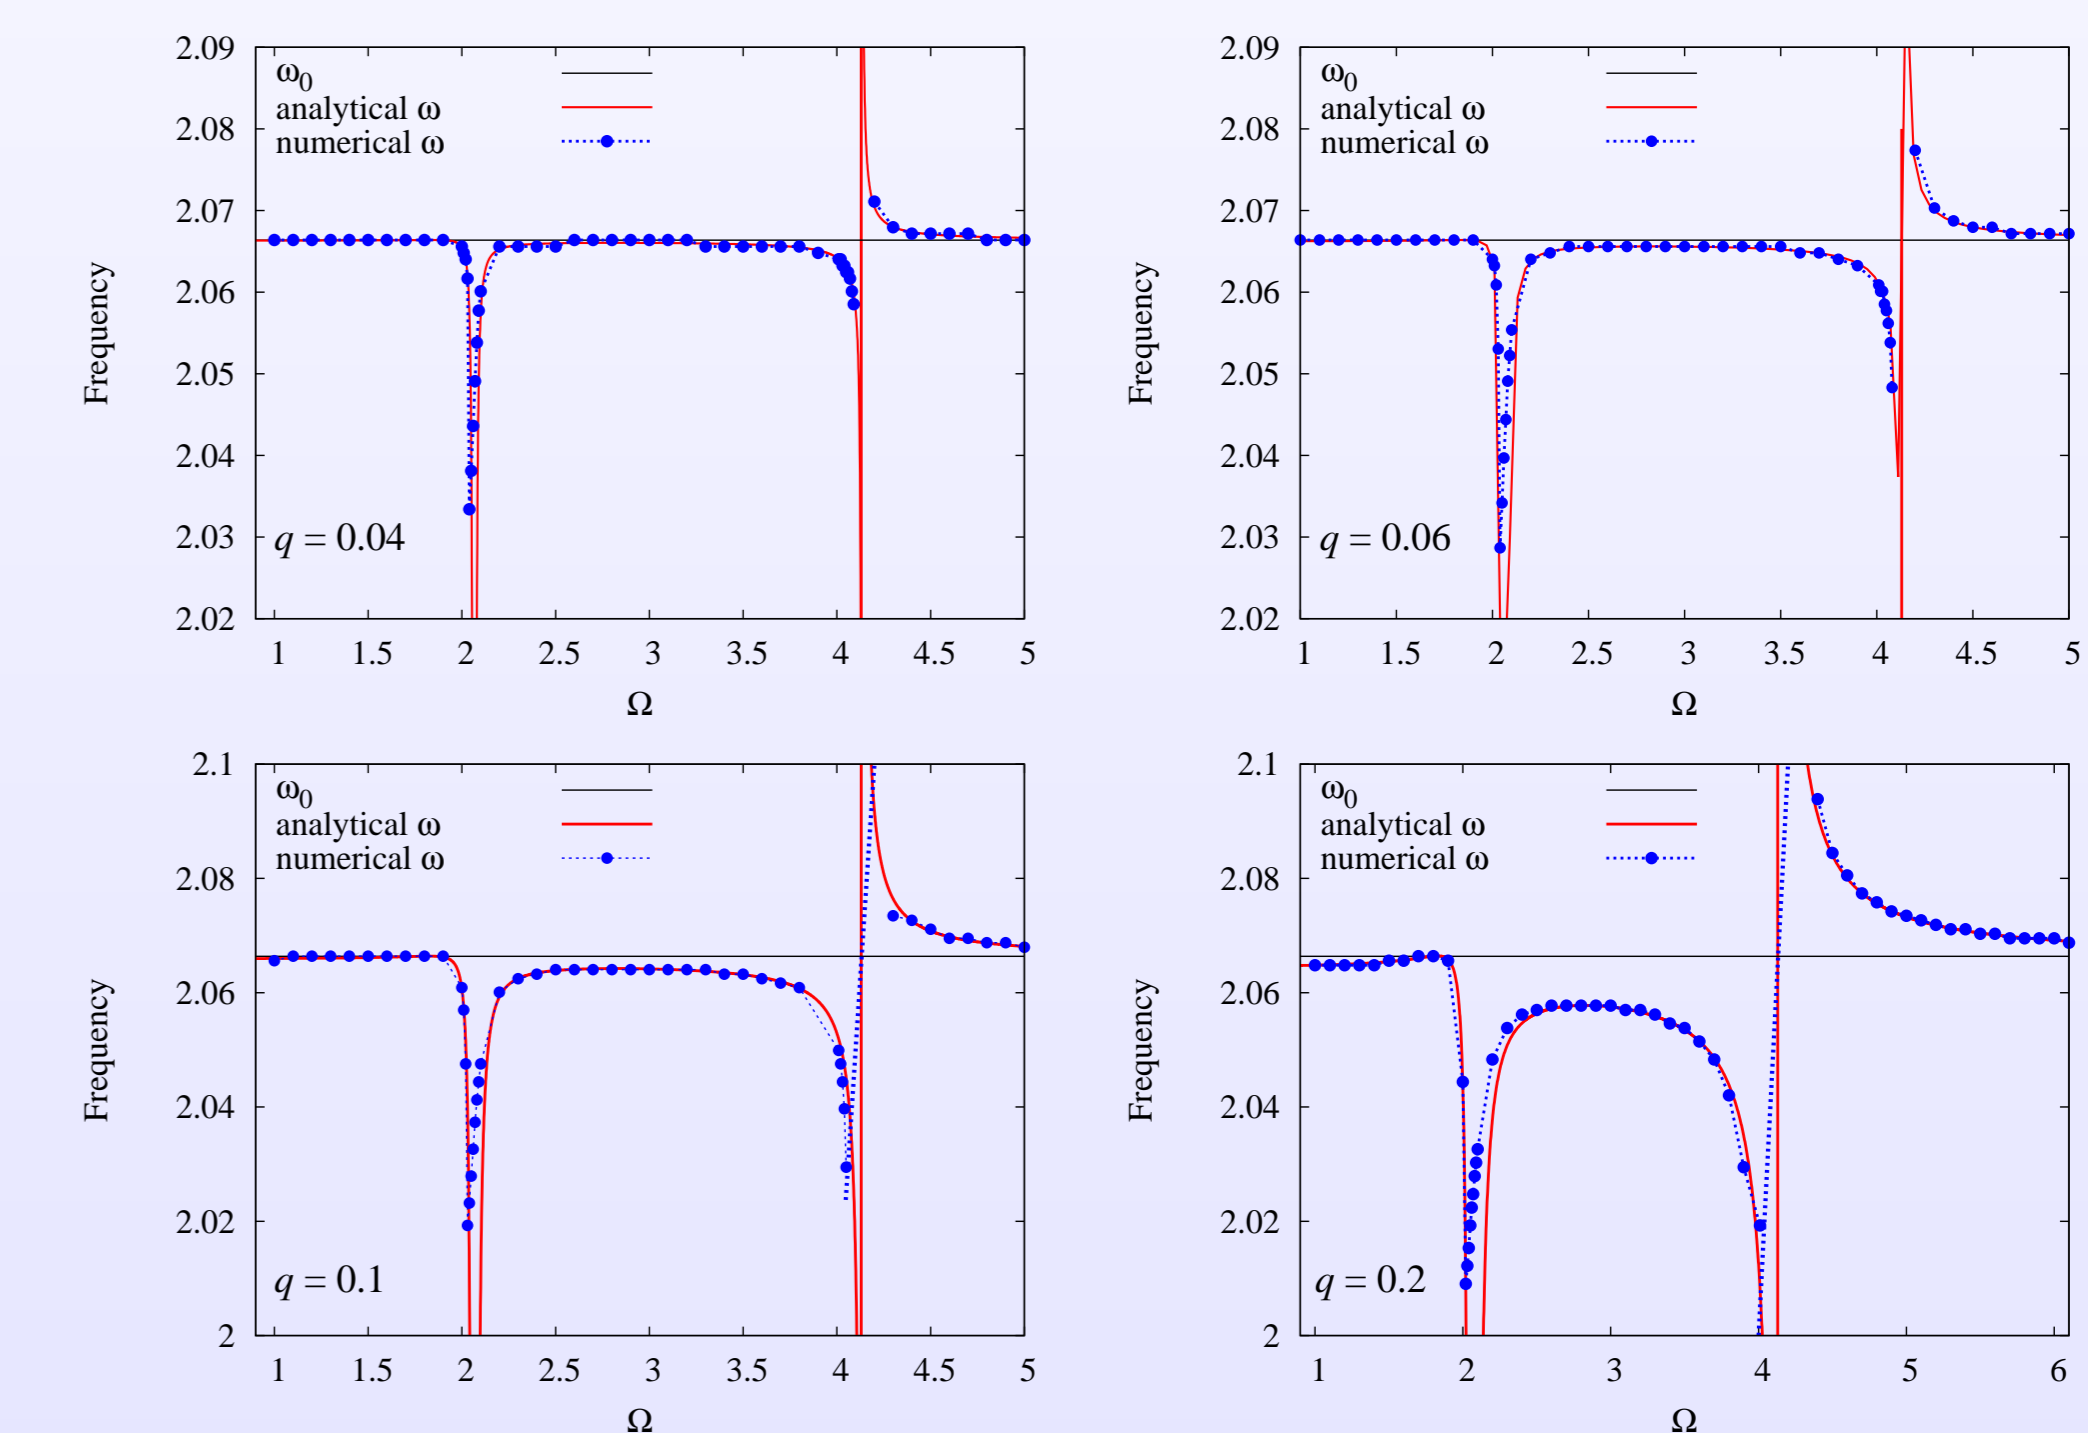 2.09
2.08
2.07
2.06
2.05
2.04
2.03
2.02
Frequency
ω0
analytical ω
numerical ω
q = 0.04
1 1.5 2 2.5 3 3.5 4 4.5 5
Ω
2.09
2.08
2.07
2.06
2.05
2.04
2.03
2.02
Frequency
ω0
analytical ω
numerical ω
q = 0.06
1 1.5 2 2.5 3 3.5 4 4.5 5
Ω
2.1
2.08
2.06
2.04
2.02
2
Frequency
ω0
analytical ω
numerical ω
q = 0.1
1 1.5 2 2.5 3 3.5 4 4.5 5
Ω
2.1
2.08
2.06
2.04
2.02
2
Frequency
ω0
analytical ω
numerical ω
q = 0.2
1 2 3 4 5 6
Ω